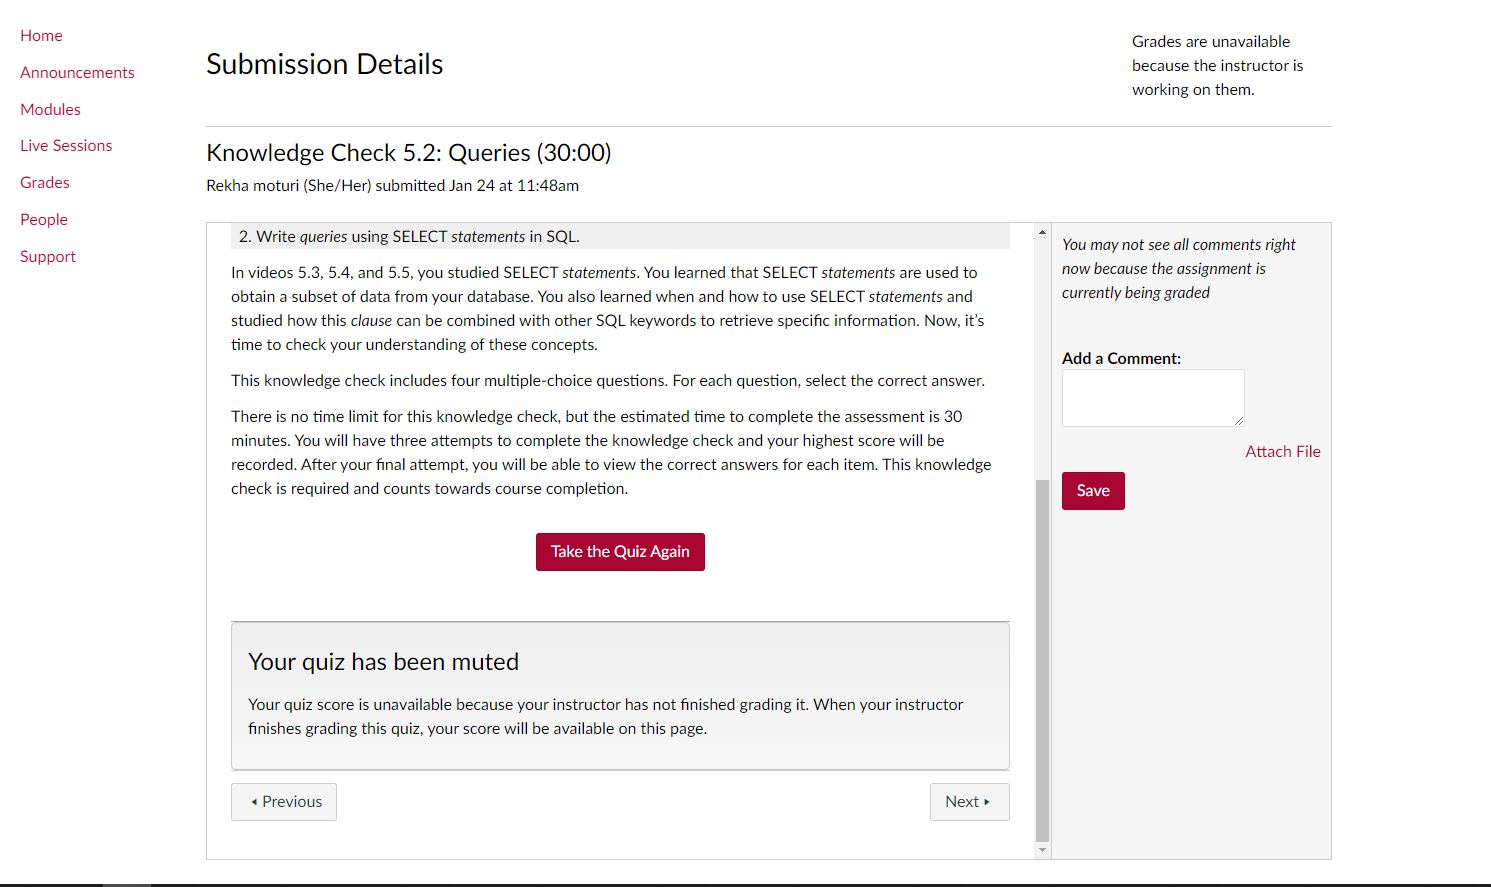 Home
Announcements
Modules
Live Sessions
Grades
People
Support
Submission Details
Grades are unavailable
because the instructor is
working on them.
Knowledge Check 5.2: Queries (30:00)
Rekha moturi (She/Her) submitted Jan 24 at 11:48am
2. Write queries using SELECT statements in SQL.
In videos 5.3, 5.4, and 5.5, you studied SELECT statements. You learned that SELECT statements are used to
obtain a subset of data from your database. You also learned when and how to use SELECT statements and
studied how this clause can be combined with other SQL keywords to retrieve specific information. Now, it's
time to check your understanding of these concepts.
This knowledge check includes four multiple-choice questions. For each question, select the correct answer.
There is no time limit for this knowledge check, but the estimated time to complete the assessment is 30
minutes. You will have three attempts to complete the knowledge check and your highest score will be
recorded. After your final attempt, you will be able to view the correct answers for each item. This knowledge
check is required and counts towards course completion.
Take the Quiz Again
Your quiz has been muted
Your quiz score is unavailable because your instructor has not finished grading it. When your instructor
finishes grading this quiz, your score will be available on this page.
Previous
Next
You may not see all comments right
now because the assignment is
currently being graded
Add a Comment:
Attach File
Save